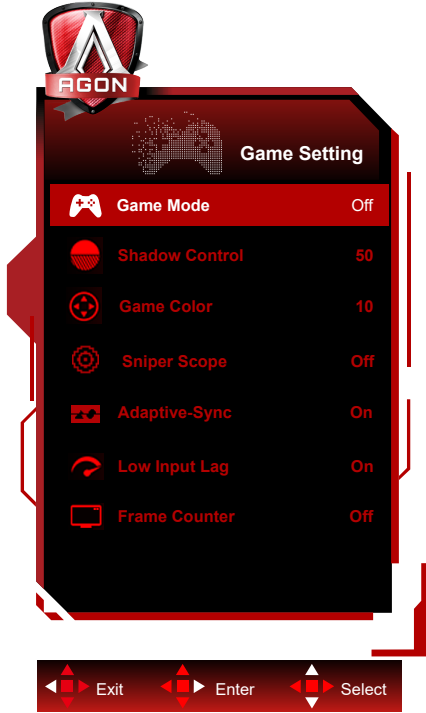 AGON
Game Setting
Game Mode Off
Shadow Control 50
Game Color 10
Sniper Scope Off
Adaptive-Sync On
Low Input Lag On
Frame Counter Off
Exit Enter Select